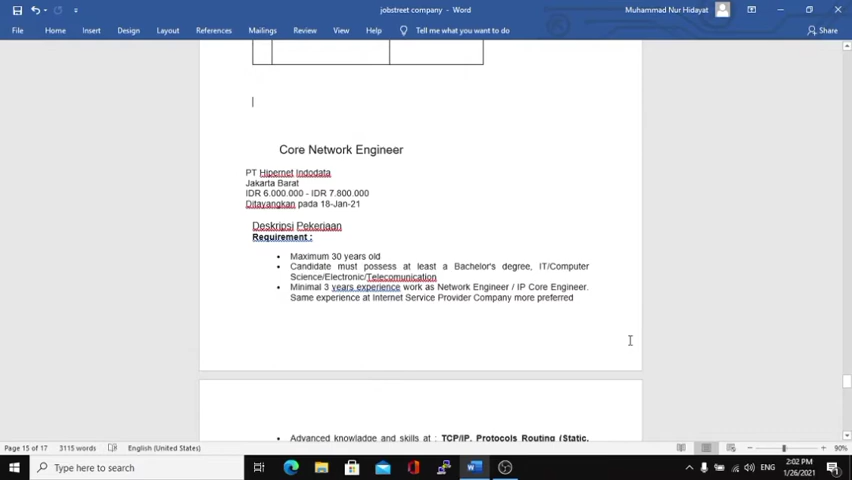 jobstreet company - Word
Muhammad Nur Hidayat
File Home Insert Design Layout References Mailings Review View Help Tell me what you want to do Share
Core Network Engineer
PT Hipernet Indodata
Jakarta Barat
IDR 6.000.000 - IDR 7.800.000
Ditayangkan pada 18-Jan-21
Deskripsi Pekerjaan
Requirement :
• Maximum 30 years old
• Candidate must possess at least a Bachelor's degree, IT/Computer
Science/Electronic/Telecomunication
• Minimal 3 years experience work as Network Engineer / IP Core Engineer.
Same experience at Internet Service Provider Company more preferred
• Advanced knowladge and skills at : TCP/IP, Protocols Routing (Static,
Page 15 of 17 3115 words English (United States) 90%
Type here to search
ENG
2:02 PM
1/26/2021